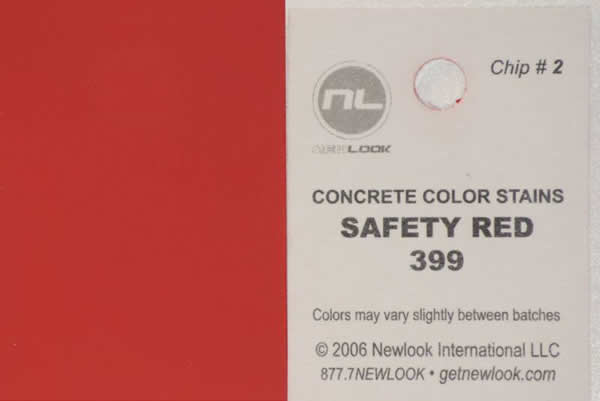 Chip # 2
NL
NEWLOOK
CONCRETE COLOR STAINS
SAFETY RED
399
Colors may vary slightly between batches
© 2006 Newlook International LLC
877.7NEWLOOK • getnewlook.com